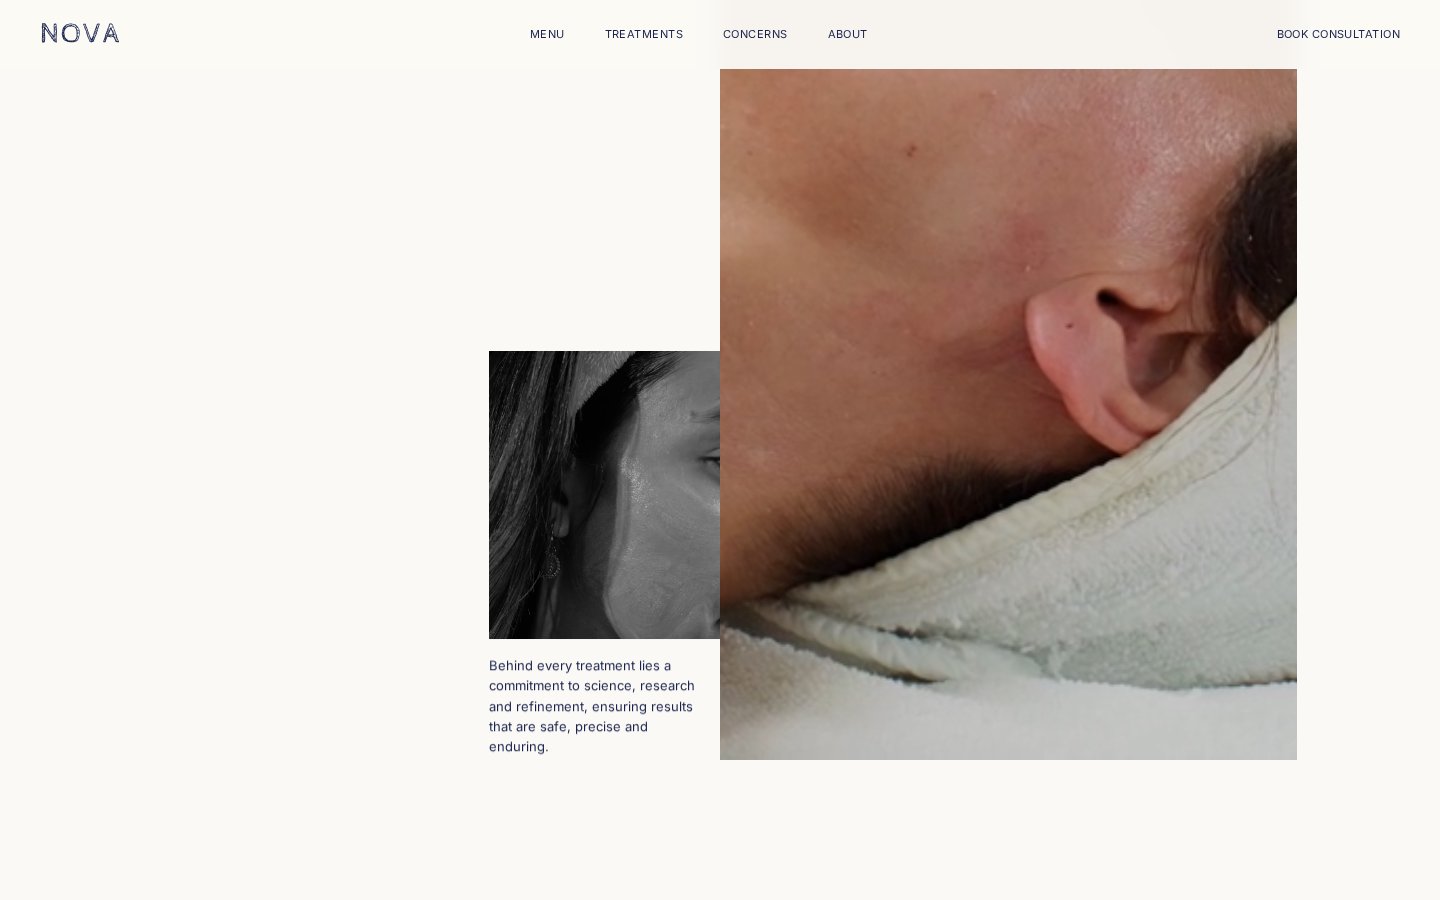 NOVA
MENU
TREATMENTS
CONCERNS
ABOUT
BOOK CONSULTATION
Behind every treatment lies a
commitment to science, research
and refinement, ensuring results
that are safe, precise and
enduring.